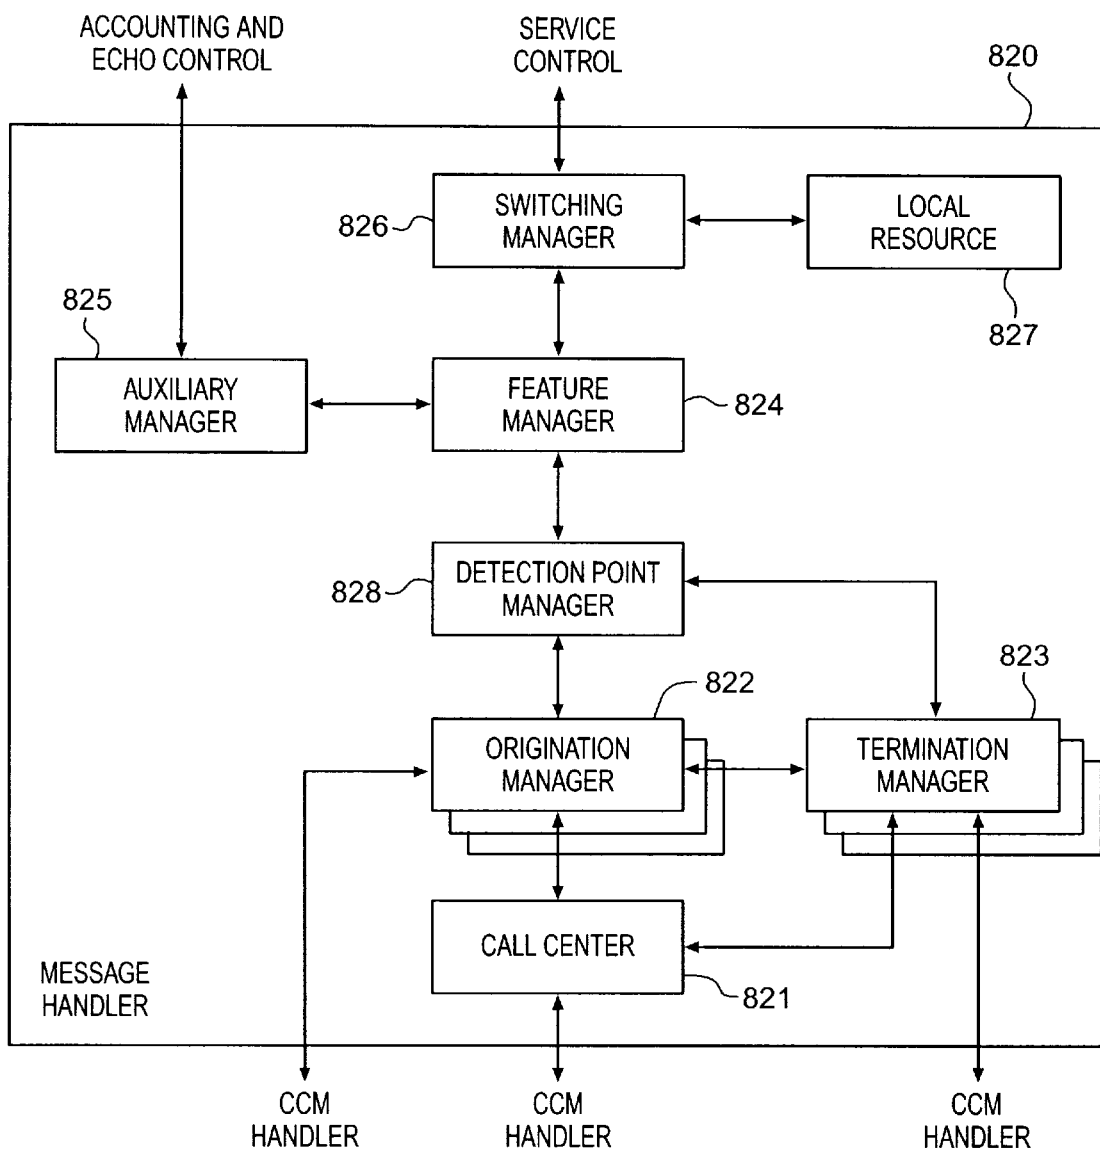 ACCOUNTING AND
ECHO CONTROL
SERVICE
CONTROL
820
SWITCHING
MANAGER
826
LOCAL
RESOURCE
827
825
AUXILIARY
MANAGER
FEATURE
MANAGER
824
DETECTION POINT
MANAGER
828
822
823
ORIGINATION
MANAGER
TERMINATION
MANAGER
CALL CENTER
821
MESSAGE
HANDLER
CCM
HANDLER
CCM
HANDLER
CCM
HANDLER